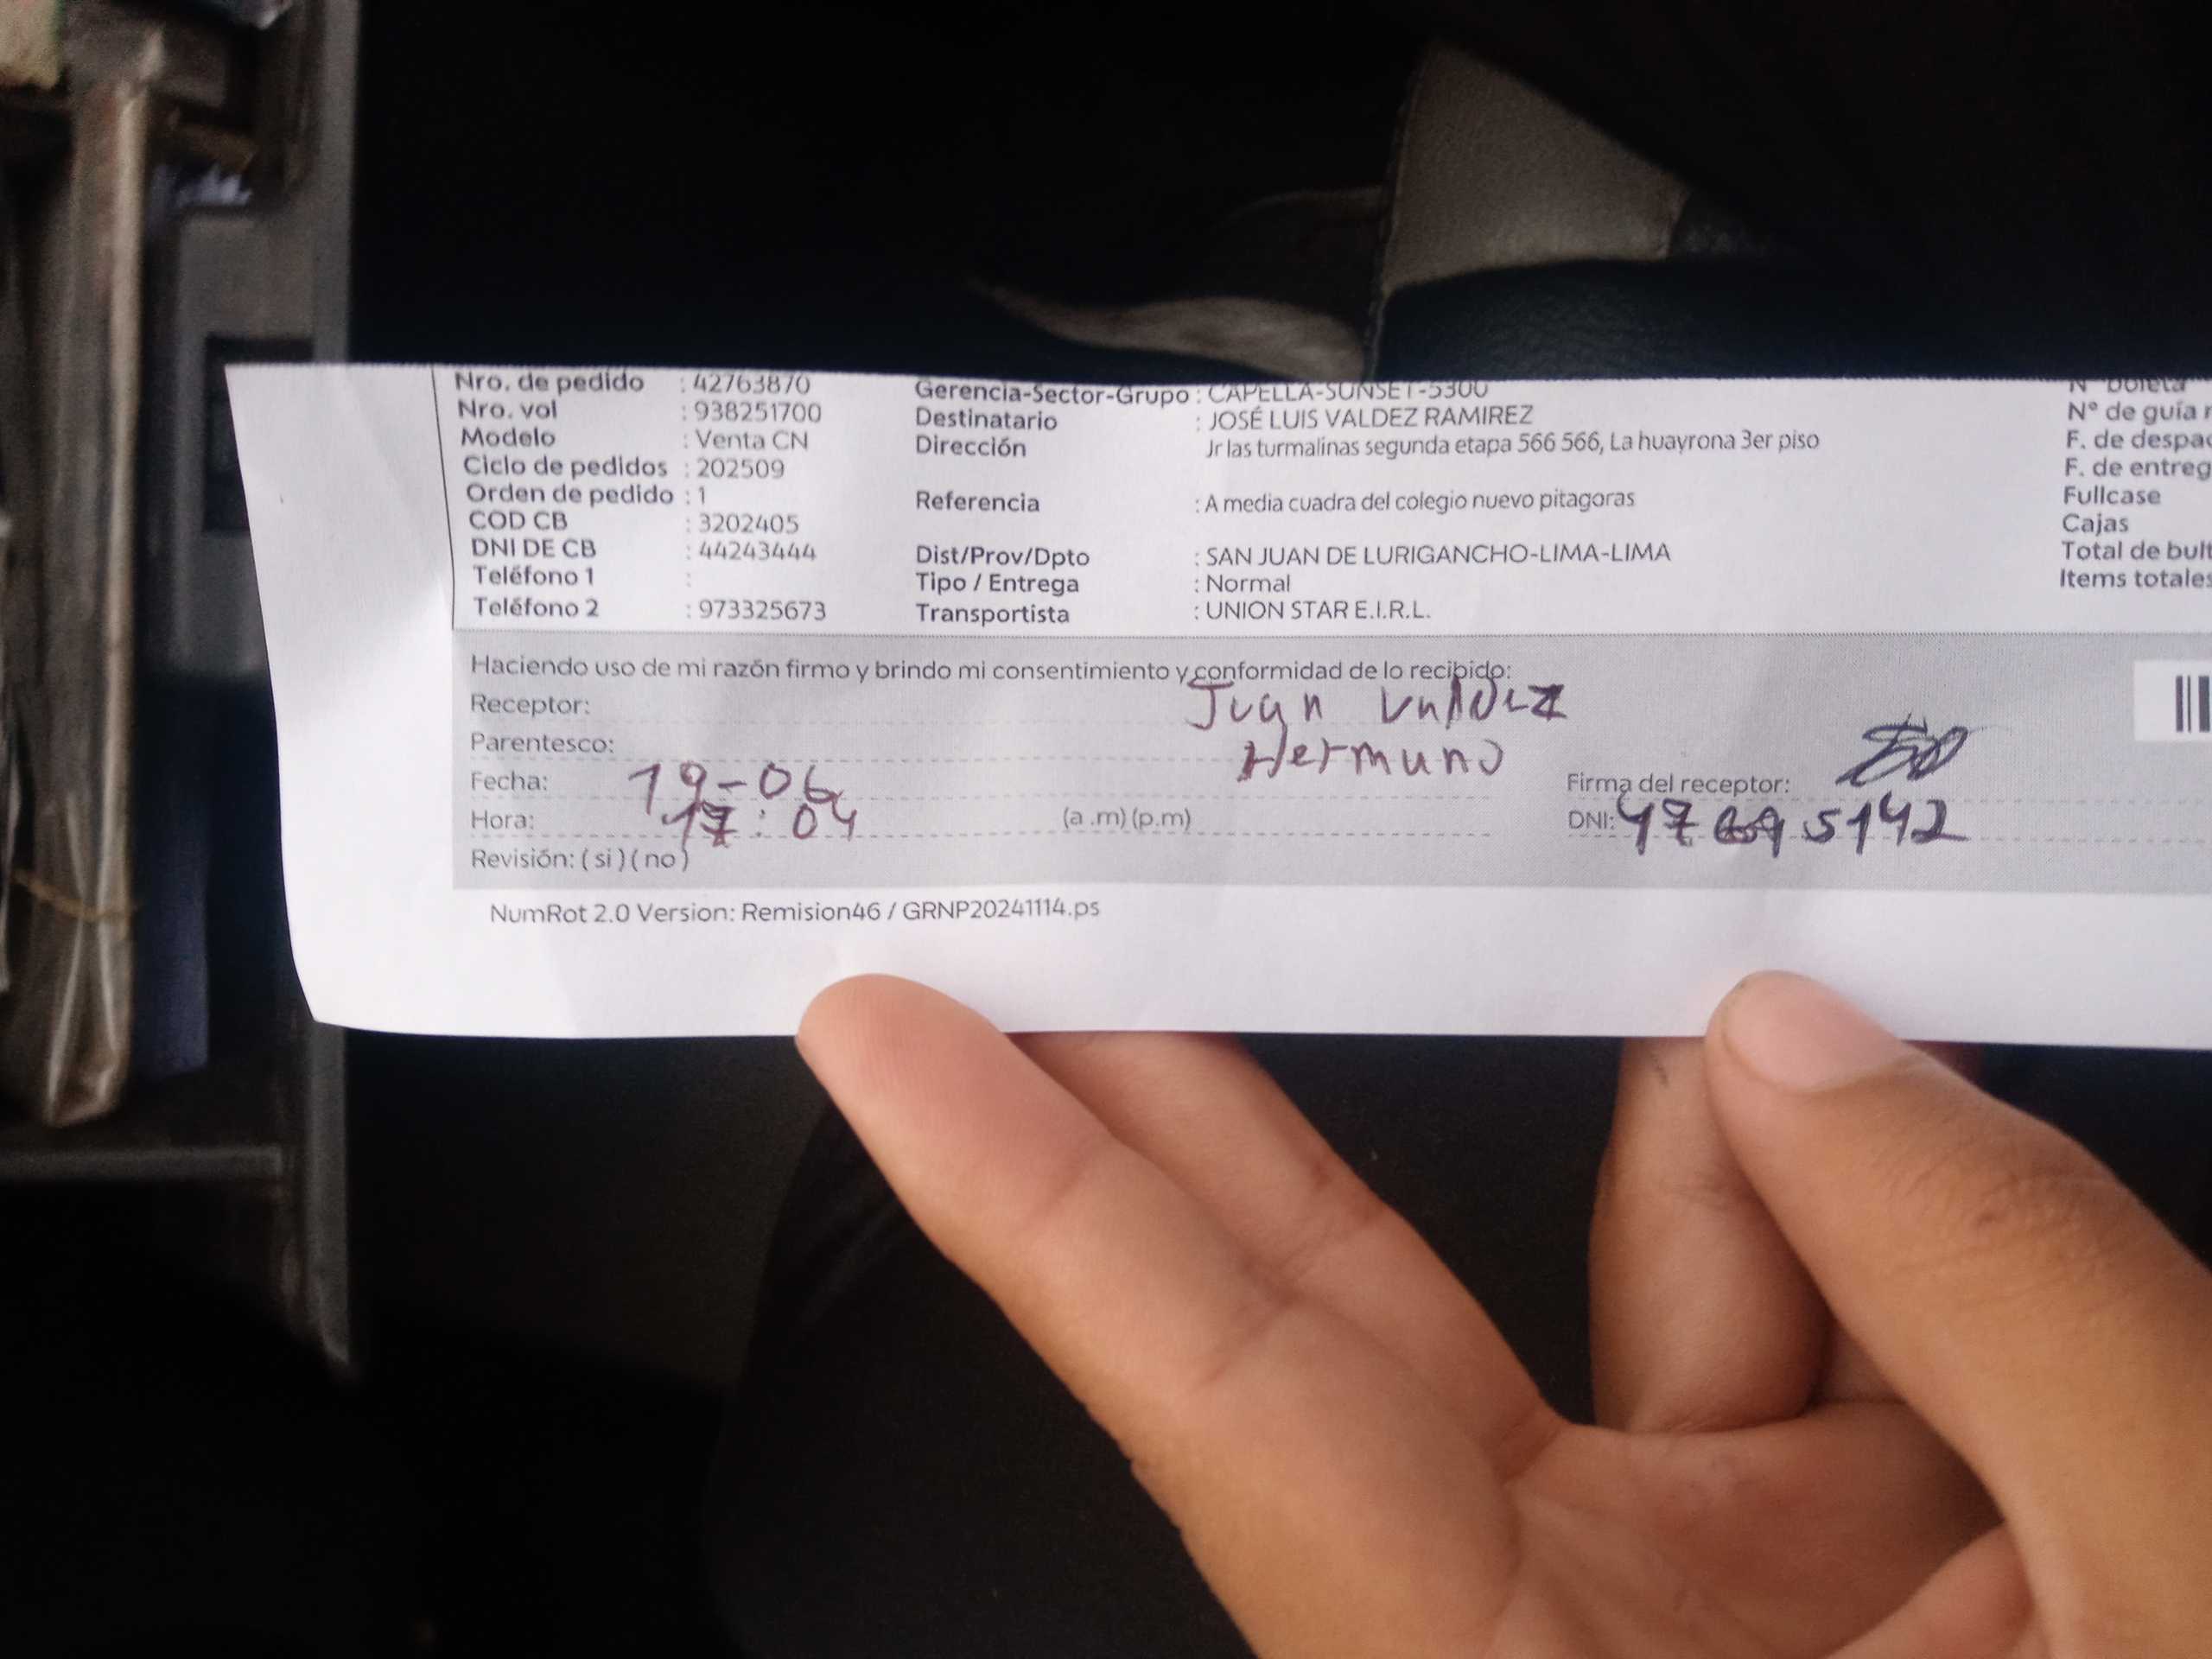 Nro. de pedido : 42763870
Nro. vol : 938251700
Modelo : Venta CN
Ciclo de pedidos : 202509
Orden de pedido : 1
COD CB : 3202405
DNI DE CB : 44243444
Teléfono 1 :
Teléfono 2 : 973325673
Gerencia-Sector-Grupo : CAPELLA-SUNSET-5300
Destinatario : JOSÉ LUIS VALDEZ RAMIREZ
Dirección Jr las turmalinas segunda etapa 566 566, La huayrona 3er piso
Referencia : A media cuadra del colegio nuevo pitagoras
Dist/Prov/Dpto : SAN JUAN DE LURIGANCHO-LIMA-LIMA
Tipo / Entrega : Normal
Transportista : UNION STAR E.I.R.L.
N° boleta
N° de guía r
F. de despac
F. de entreg
Fullcase
Cajas
Total de bult
Items totales
Haciendo uso de mi razón firmo y brindo mi consentimiento y conformidad de lo recibido:
Receptor: Juan Valdez
Parentesco: Hermano
Fecha: 19-06 Firma del receptor:
Hora: 17:04 (a .m) (p.m) DNI:
Revisión: ( si ) ( no )
NumRot 2.0 Version: Remision46 / GRNP20241114.ps